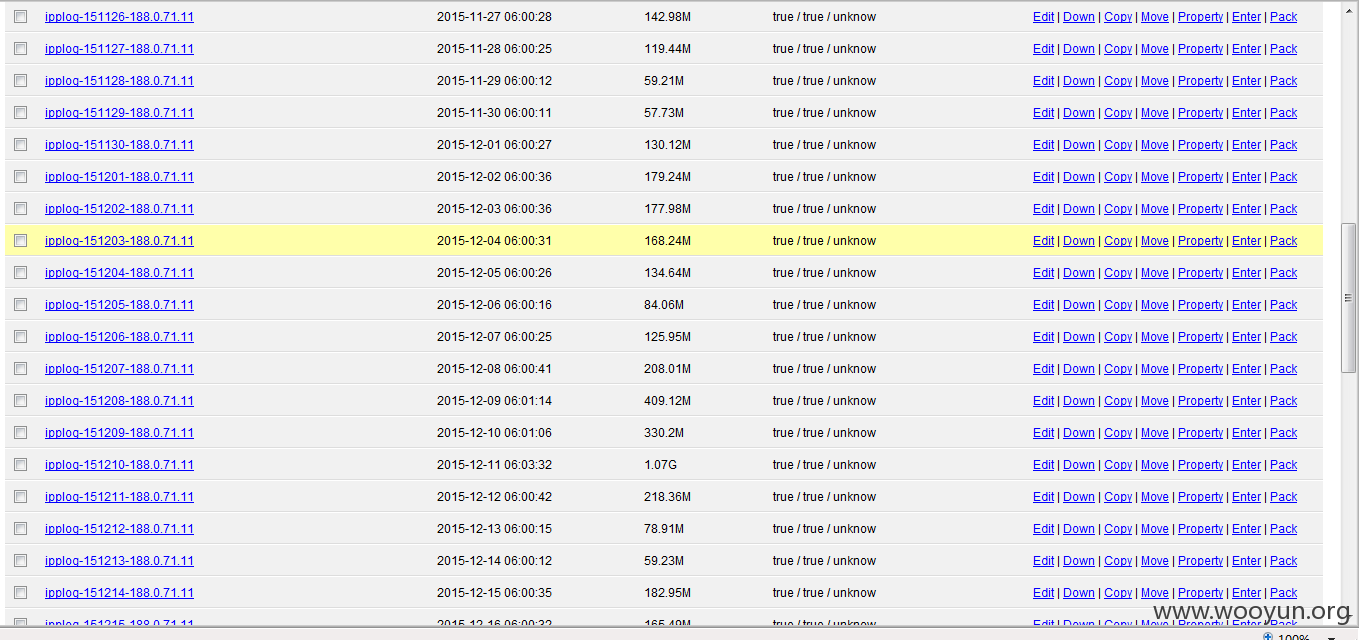 ipplog-151126-188.0.71.11 2015-11-27 06:00:28 142.98M true / true / unknow Edit | Down | Copy | Move | Property | Enter | Pack
ipplog-151127-188.0.71.11 2015-11-28 06:00:25 119.44M true / true / unknow Edit | Down | Copy | Move | Property | Enter | Pack
ipplog-151128-188.0.71.11 2015-11-29 06:00:12 59.21M true / true / unknow Edit | Down | Copy | Move | Property | Enter | Pack
ipplog-151129-188.0.71.11 2015-11-30 06:00:11 57.73M true / true / unknow Edit | Down | Copy | Move | Property | Enter | Pack
ipplog-151130-188.0.71.11 2015-12-01 06:00:27 130.12M true / true / unknow Edit | Down | Copy | Move | Property | Enter | Pack
ipplog-151201-188.0.71.11 2015-12-02 06:00:36 179.24M true / true / unknow Edit | Down | Copy | Move | Property | Enter | Pack
ipplog-151202-188.0.71.11 2015-12-03 06:00:36 177.98M true / true / unknow Edit | Down | Copy | Move | Property | Enter | Pack
ipplog-151203-188.0.71.11 2015-12-04 06:00:31 168.24M true / true / unknow Edit | Down | Copy | Move | Property | Enter | Pack
ipplog-151204-188.0.71.11 2015-12-05 06:00:26 134.64M true / true / unknow Edit | Down | Copy | Move | Property | Enter | Pack
ipplog-151205-188.0.71.11 2015-12-06 06:00:16 84.06M true / true / unknow Edit | Down | Copy | Move | Property | Enter | Pack
ipplog-151206-188.0.71.11 2015-12-07 06:00:25 125.95M true / true / unknow Edit | Down | Copy | Move | Property | Enter | Pack
ipplog-151207-188.0.71.11 2015-12-08 06:00:41 208.01M true / true / unknow Edit | Down | Copy | Move | Property | Enter | Pack
ipplog-151208-188.0.71.11 2015-12-09 06:01:14 409.12M true / true / unknow Edit | Down | Copy | Move | Property | Enter | Pack
ipplog-151209-188.0.71.11 2015-12-10 06:01:06 330.2M true / true / unknow Edit | Down | Copy | Move | Property | Enter | Pack
ipplog-151210-188.0.71.11 2015-12-11 06:03:32 1.07G true / true / unknow Edit | Down | Copy | Move | Property | Enter | Pack
ipplog-151211-188.0.71.11 2015-12-12 06:00:42 218.36M true / true / unknow Edit | Down | Copy | Move | Property | Enter | Pack
ipplog-151212-188.0.71.11 2015-12-13 06:00:15 78.91M true / true / unknow Edit | Down | Copy | Move | Property | Enter | Pack
ipplog-151213-188.0.71.11 2015-12-14 06:00:12 59.23M true / true / unknow Edit | Down | Copy | Move | Property | Enter | Pack
ipplog-151214-188.0.71.11 2015-12-15 06:00:35 182.95M true / true / unknow Edit | Down | Copy | Move | Property | Enter | Pack
ipplog-151215-188.0.71.11 2015-12-16 06:00:32 165.49M true / true / unknow Edit | Down | Copy | Move | Property | Enter | Pack
www.wooyun.org
100%